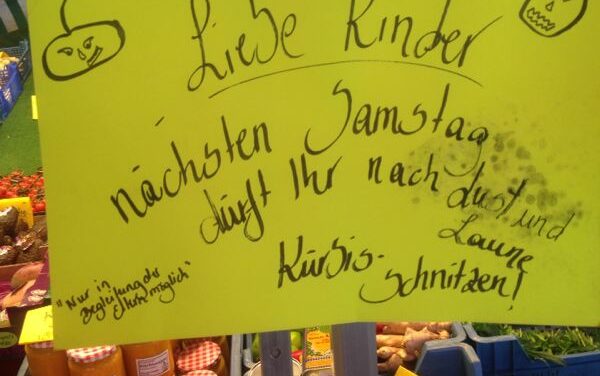 Liebe Kinder
nächsten Samstag
dürft Ihr nach Lust und
Laune
Kürbis-
schnitzen!
"Nur in
Begleitung der
Eltern möglich"